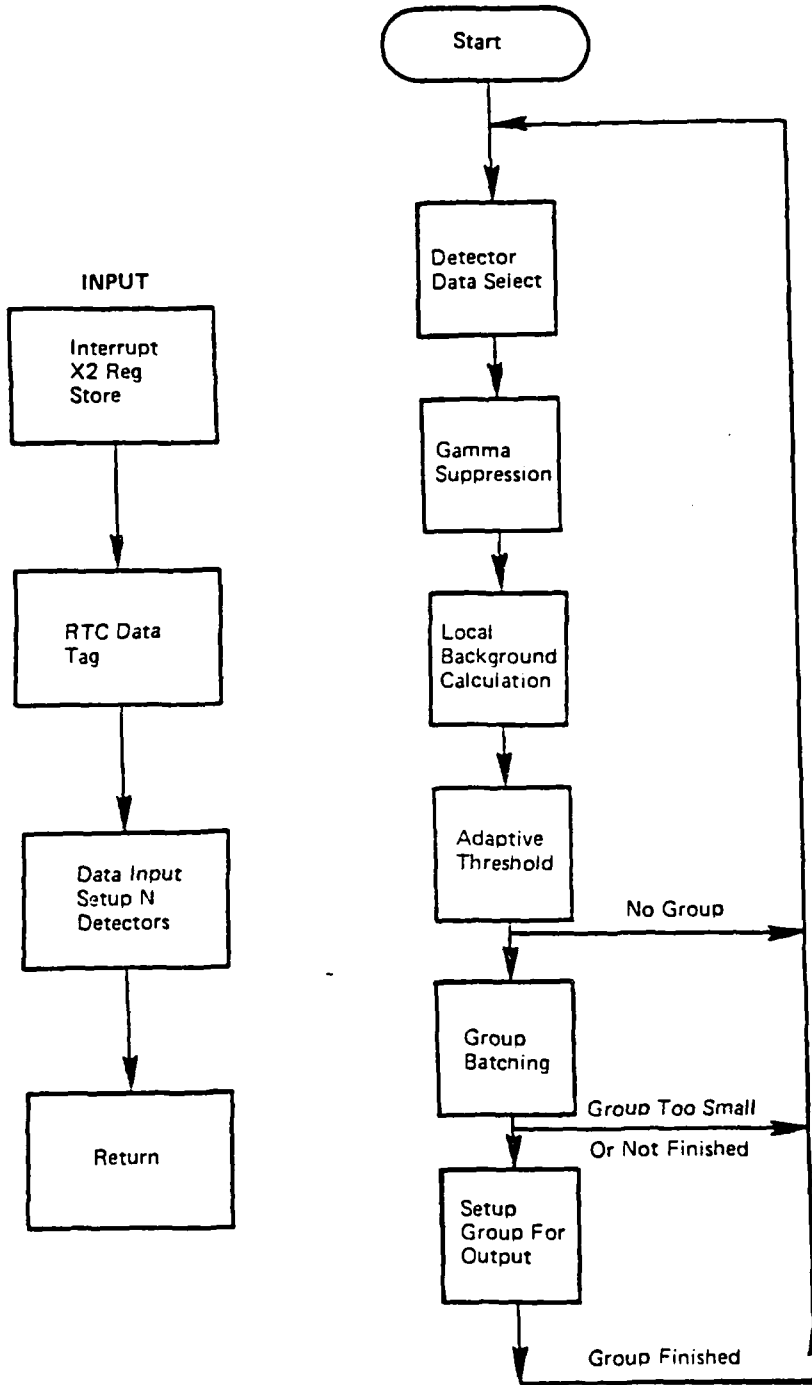 INPUT
Interrupt
X2 Reg
Store
RTC Data
Tag
Data Input
Setup N
Detectors
Return
Start
Detector
Data Select
Gamma
Suppression
Local
Background
Calculation
Adaptive
Threshold
No Group
Group
Batching
Group Too Small
Or Not Finished
Setup
Group For
Output
Group Finished